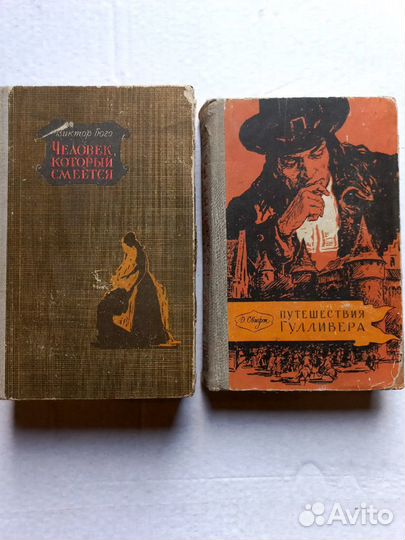 Виктор Гюго
Человек,
который
смеется
Д. Свифт
ПУТЕШЕСТВИЯ
ГУЛЛИВЕРА
Avito